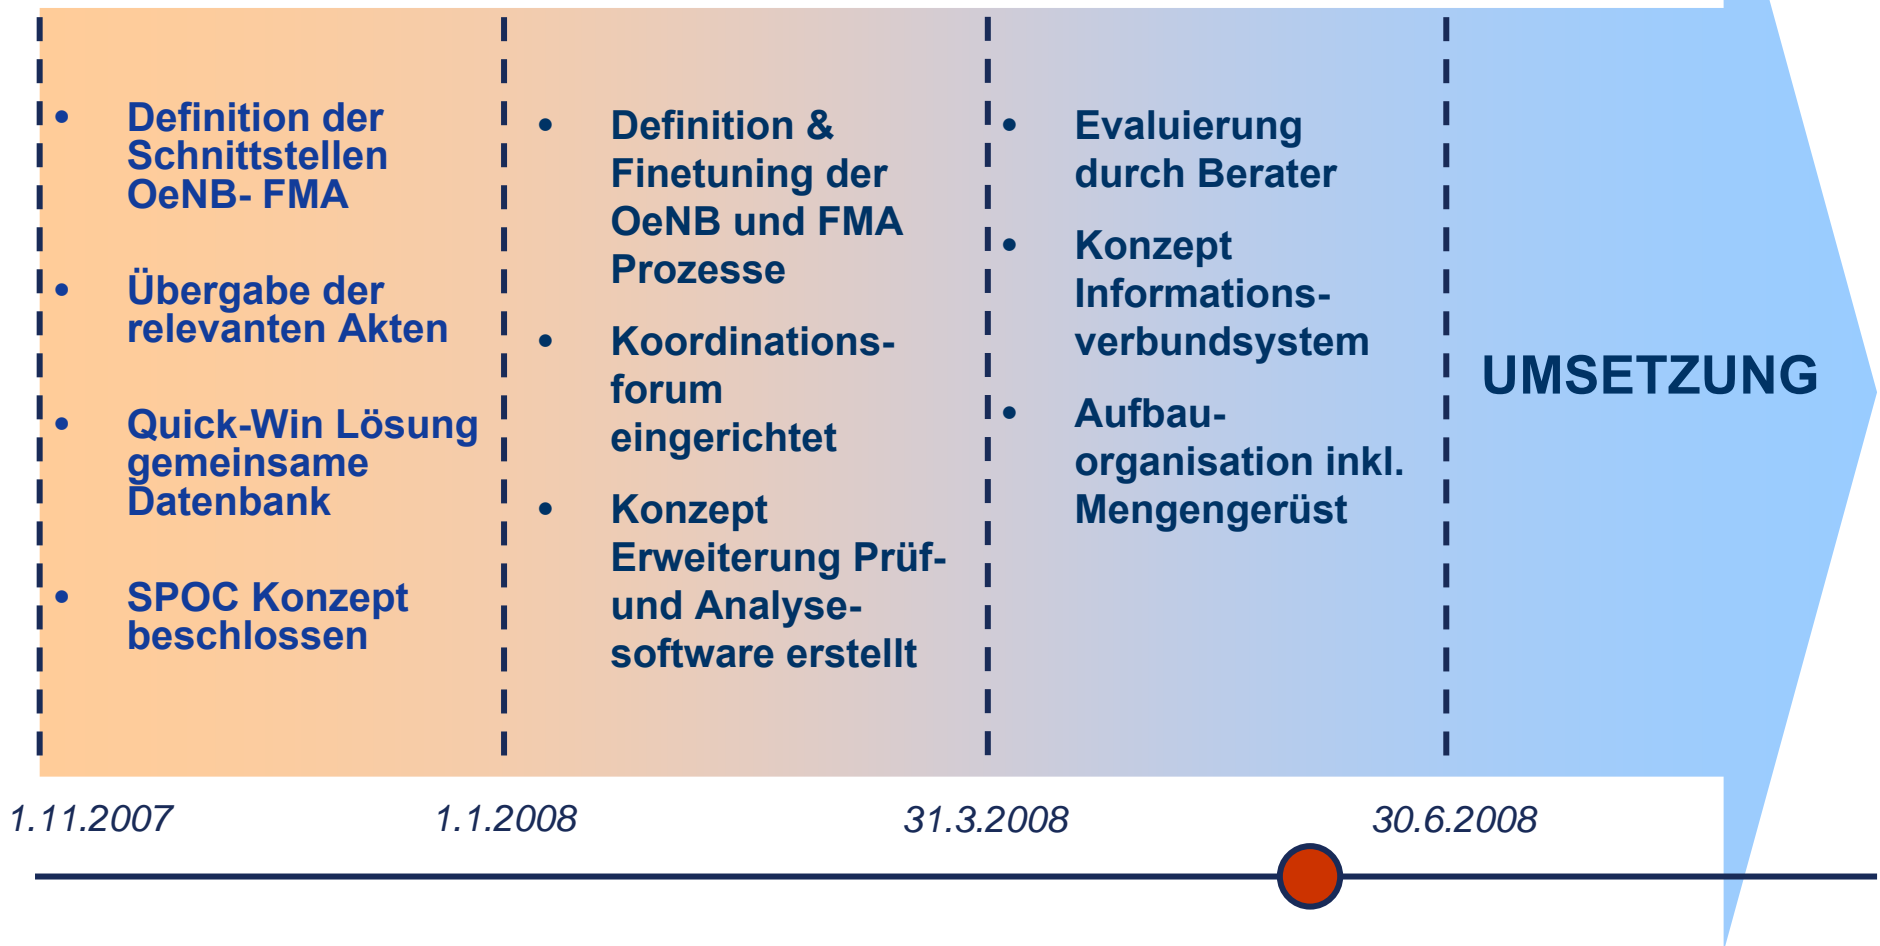 • Definition der
Schnittstellen
OeNB- FMA
• Übergabe der
relevanten Akten
• Quick-Win Lösung
gemeinsame
Datenbank
• SPOC Konzept
beschlossen
• Definition &
Finetuning der
OeNB und FMA
Prozesse
• Koordinations-
forum
eingerichtet
• Konzept
Erweiterung Prüf-
und Analyse-
software erstellt
• Evaluierung
durch Berater
• Konzept
Informations-
verbundsystem
• Aufbau-
organisation inkl.
Mengengerüst
UMSETZUNG
1.11.2007
1.1.2008
31.3.2008
30.6.2008